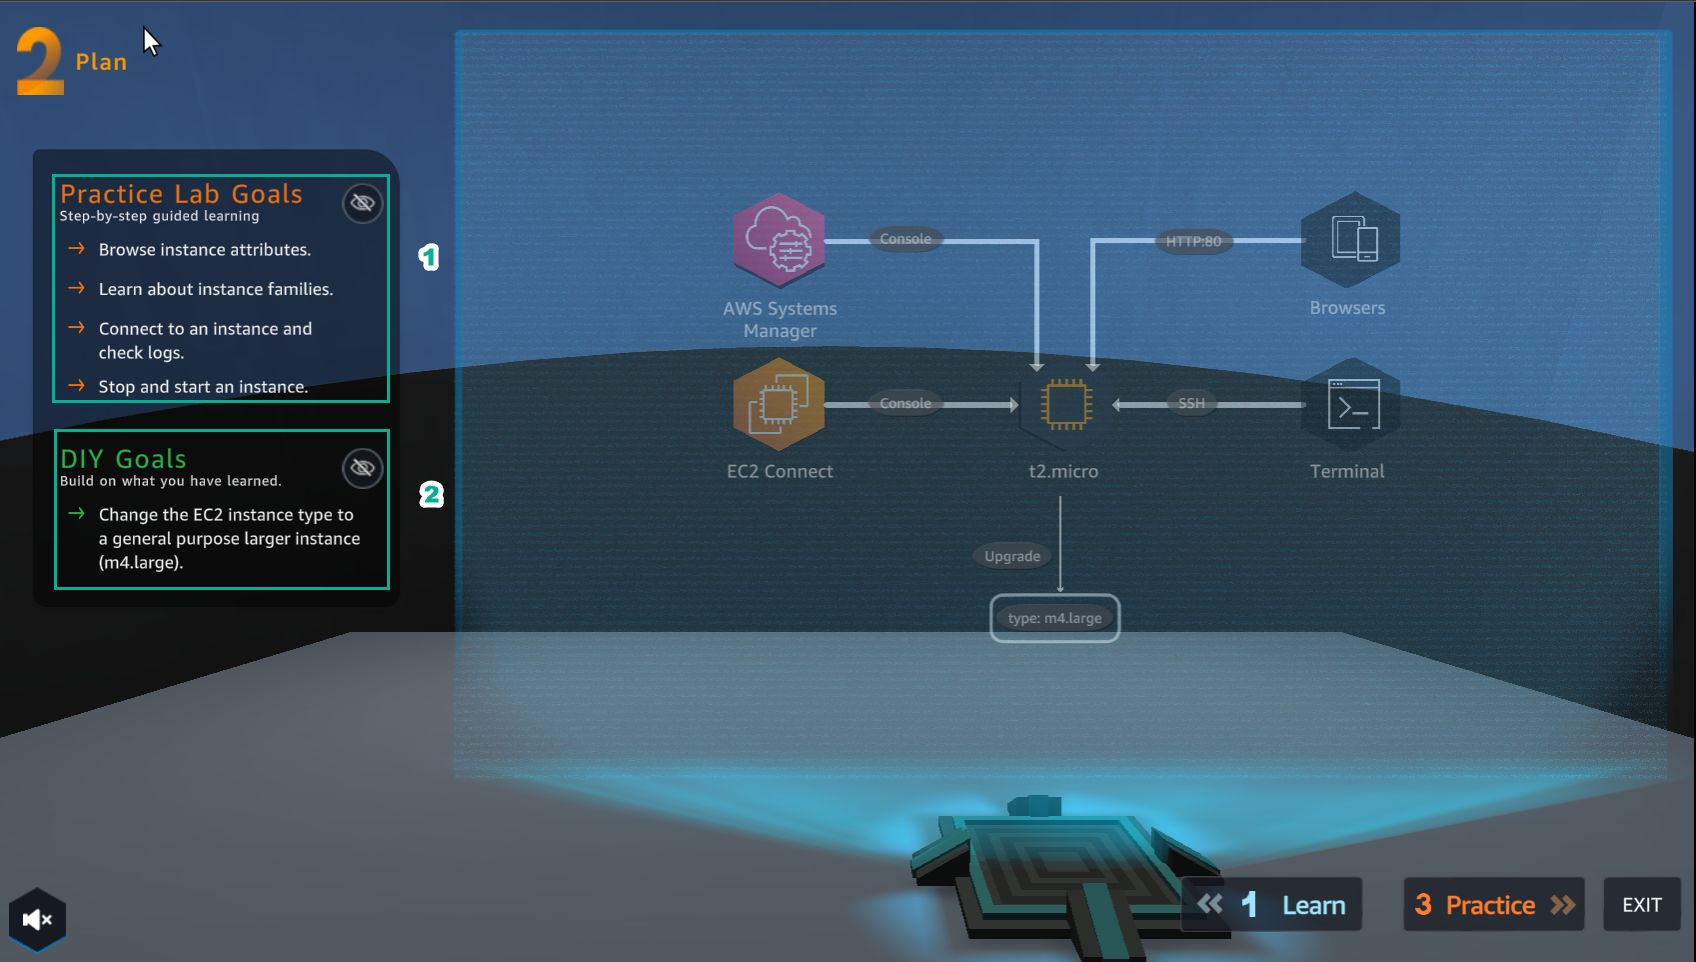 2 Plan
Practice Lab Goals
Step-by-step guided learning
→ Browse instance attributes.
→ Learn about instance families.
→ Connect to an instance and
check logs.
→ Stop and start an instance.
1
DIY Goals
Build on what you have learned.
→ Change the EC2 instance type to
a general purpose larger instance
(m4.large).
2
Console
HTTP:80
AWS Systems
Manager
Browsers
Console
SSH
EC2 Connect
t2.micro
Terminal
Upgrade
type: m4.large
1 Learn
3 Practice
EXIT